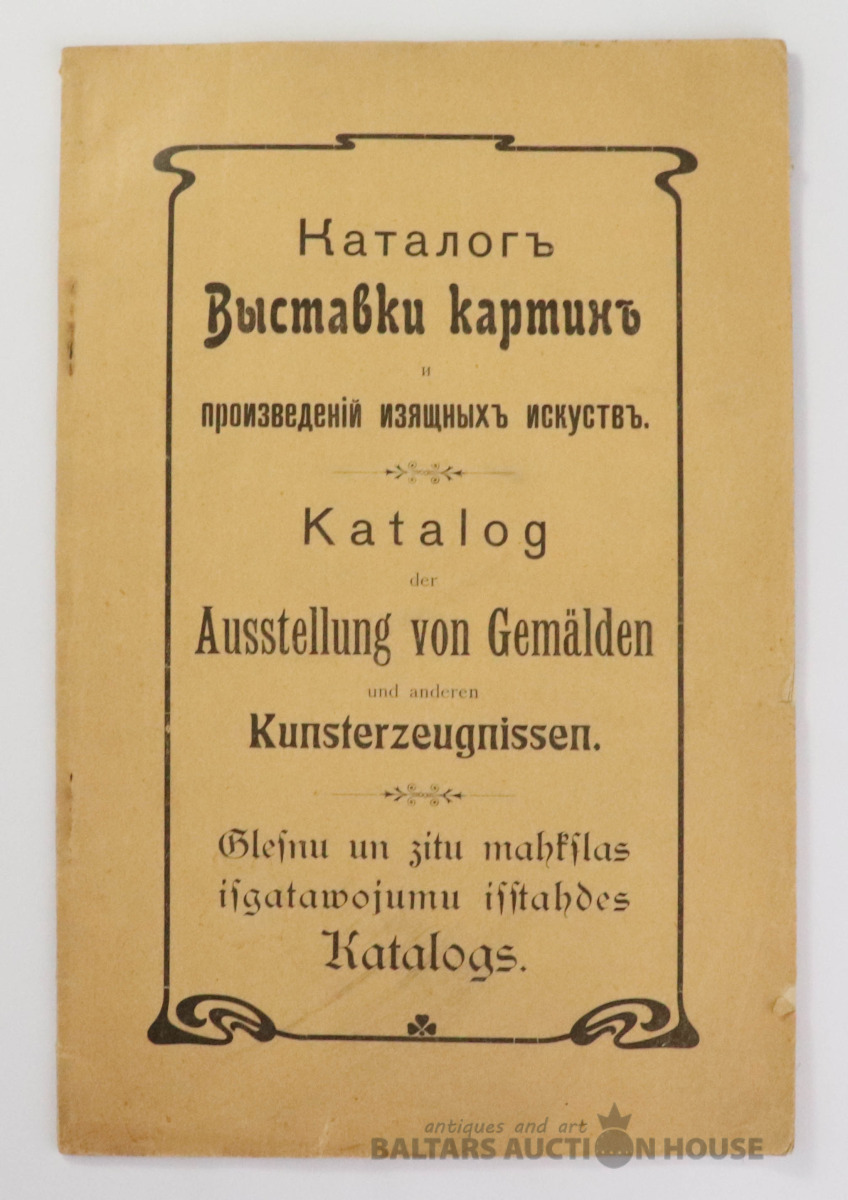 Каталогъ
Выставки картинъ
и
произведеній изящныхъ искуствъ.
Katalog
der
Ausstellung von Gemälden
und anderen
Kunsterzeugnissen.
Gleſnu un zitu mahkſlas
iſgatawojumu iſſtahdes
Katalogs.
antiques and art
BALTARS AUCTION HOUSE